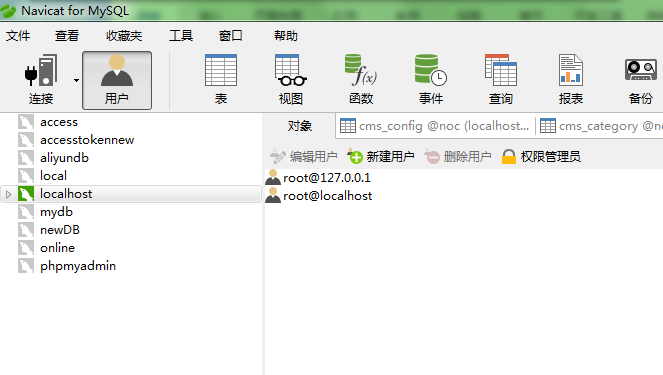 Navicat for MySQL
文件 查看 收藏夹 工具 窗口 帮助
f(x)
连接 用户 表 视图 函数 事件 查询 报表 备份
access
accesstokennew
aliyundb
local
localhost
mydb
newDB
online
phpmyadmin
对象 cms_config @noc (localhost... cms_category @no
编辑用户 新建用户 删除用户 权限管理员
root@127.0.0.1
root@localhost